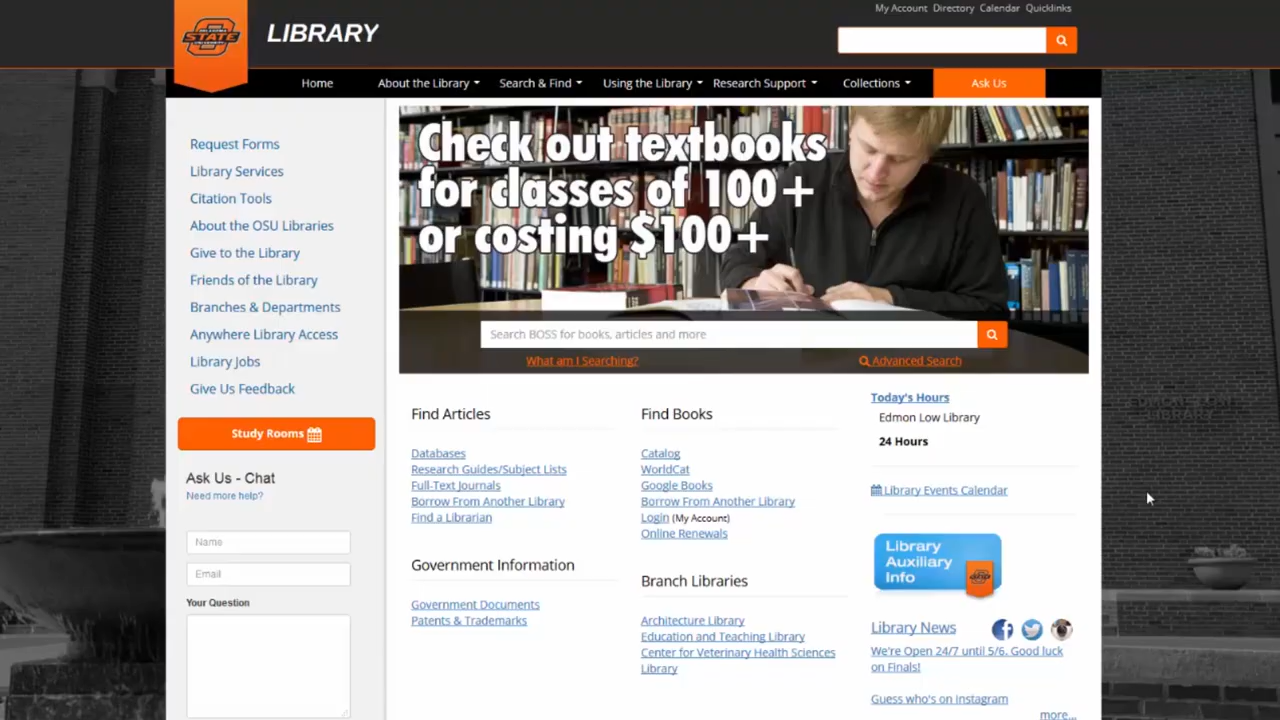 My Account Directory Calendar Quicklinks
OKLAHOMA
STATE
UNIVERSITY
LIBRARY
Home About the Library Search & Find Using the Library Research Support Collections Ask Us
Request Forms
Library Services
Citation Tools
About the OSU Libraries
Give to the Library
Friends of the Library
Branches & Departments
Anywhere Library Access
Library Jobs
Give Us Feedback
Study Rooms
Ask Us - Chat
Need more help?
Name
Email
Your Question
Check out textbooks
for classes of 100+
or costing $100+
Search BOSS for books, articles and more
What am I Searching?
Advanced Search
Find Articles
Databases
Research Guides/Subject Lists
Full-Text Journals
Borrow From Another Library
Find a Librarian
Government Information
Government Documents
Patents & Trademarks
Find Books
Catalog
WorldCat
Google Books
Borrow From Another Library
Login (My Account)
Online Renewals
Branch Libraries
Architecture Library
Education and Teaching Library
Center for Veterinary Health Sciences
Library
Today's Hours
Edmon Low Library
24 Hours
Library Events Calendar
Library
Auxiliary
Info
Library News
We're Open 24/7 until 5/6. Good luck
on Finals!
Guess who's on instagram
more...
EDMON LOW
LIBRARY